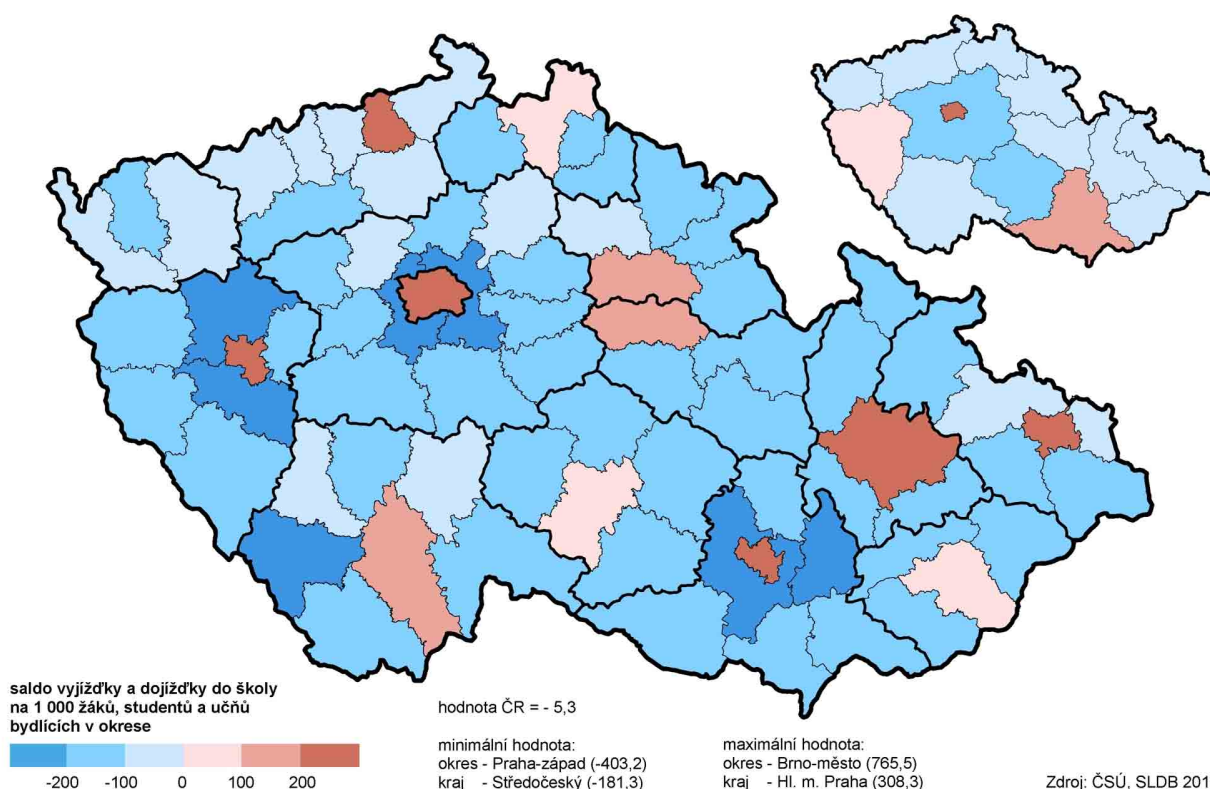 saldo vyjížďky a dojížďky do školy
na 1 000 žáků, studentů a učňů
bydlících v okrese
-200 -100 0 100 200
hodnota ČR = - 5,3
minimální hodnota:
okres - Praha-západ (-403,2)
kraj - Středočeský (-181,3)
maximální hodnota:
okres - Brno-město (765,5)
kraj - Hl. m. Praha (308,3)
Zdroj: ČSÚ, SLDB 201